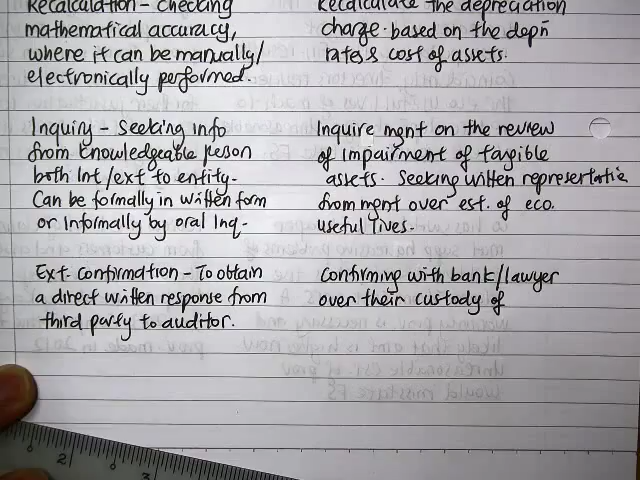 Recalculation - Checking
mathematical accuracy,
where it can be manually/
electronically performed.
Recalculate the depreciation
charge based on the depn̄
rates & cost of assets.
Inquiry - Seeking info
from knowledgeable person
both Int/ext to entity.
Can be formally in written form
or informally by oral Inq.
Inquire mgnt on the review
of impairment of tangible
assets. Seeking written representatio
from mgnt over est. of eco.
useful lives.
Ext. Confirmation - To obtain
a direct written response from
third party to auditor.
Confirming with bank/lawyer
over their custody of
2
3